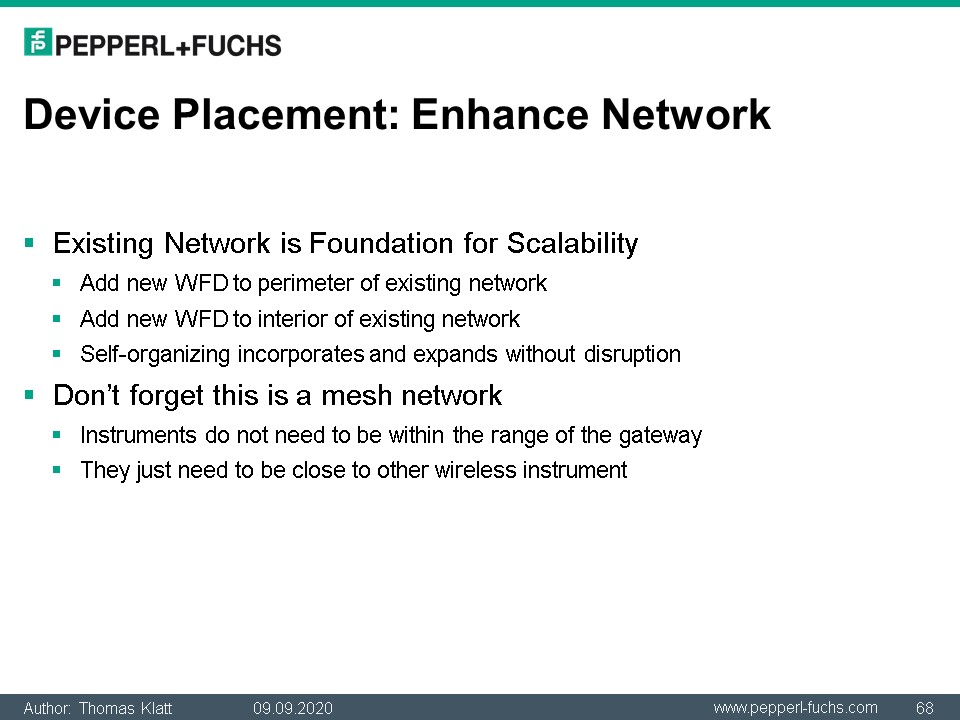 PEPPERL+FUCHS
Device Placement: Enhance Network
Existing Network is Foundation for Scalability
Add new WFD to perimeter of existing network
Add new WFD to interior of existing network
Self-organizing incorporates and expands without disruption
Don't forget this is a mesh network
Instruments do not need to be within the range of the gateway
They just need to be close to other wireless instrument
Author: Thomas Klatt 09.09.2020 www.pepperl-fuchs.com 68